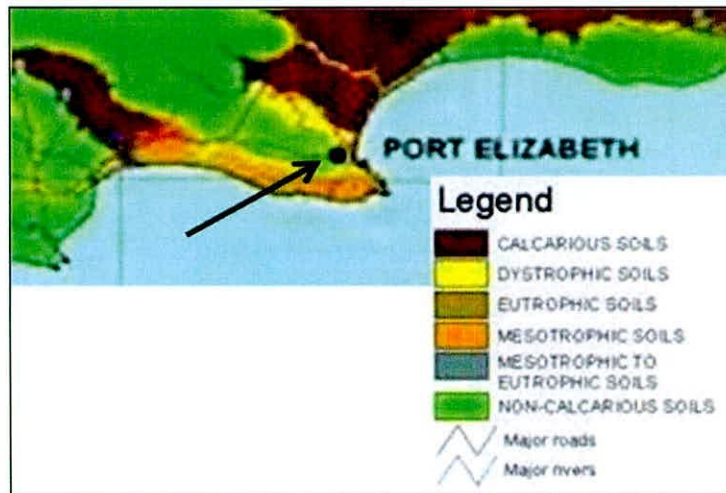 PORT ELIZABETH
Legend
CALCARIOUS SOILS
DYSTROPHIC SOILS
EUTROPHIC SOILS
MESOTROPHIC SOILS
MESOTROPHIC TO
EUTROPHIC SOILS
NON-CALCARIOUS SOILS
Major roads
Major rivers